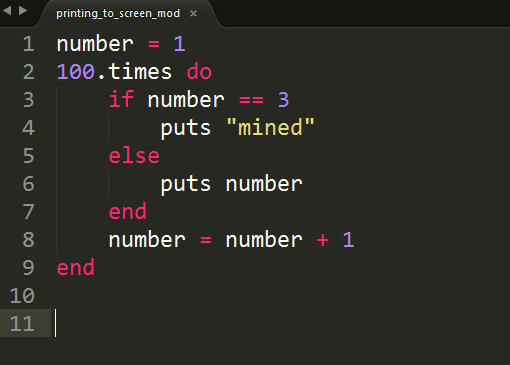 printing_to_screen_mod ×
1 number = 1
2 100.times do
3     if number == 3
4         puts "mined"
5     else
6         puts number
7     end
8     number = number + 1
9 end
10
11